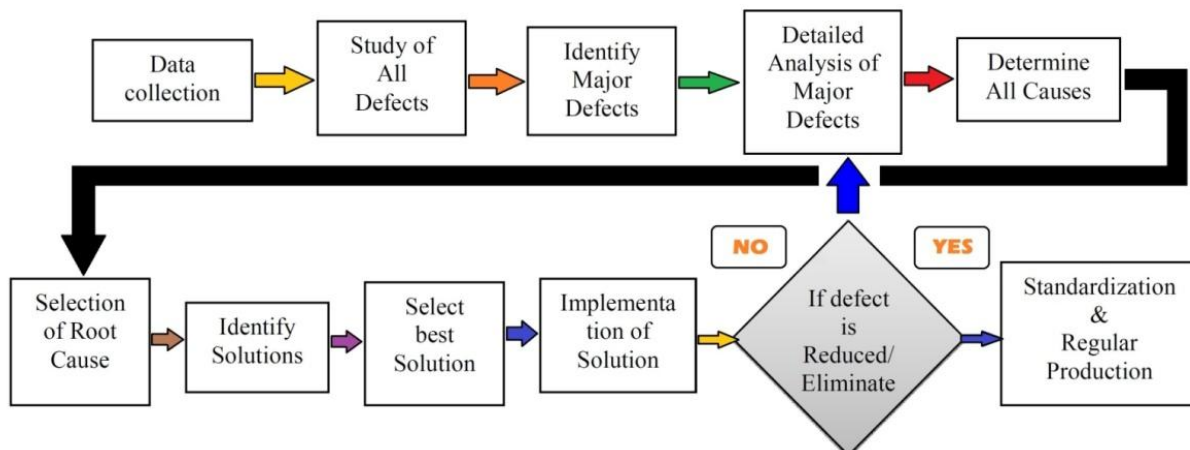 Data
collection
Study of
All
Defects
Identify
Major
Defects
Detailed
Analysis of
Major
Defects
Determine
All Causes
Selection
of Root
Cause
Identify
Solutions
Select
best
Solution
Implementa
tion of
Solution
NO
If defect
is
Reduced/
Eliminate
YES
Standardization
&
Regular
Production